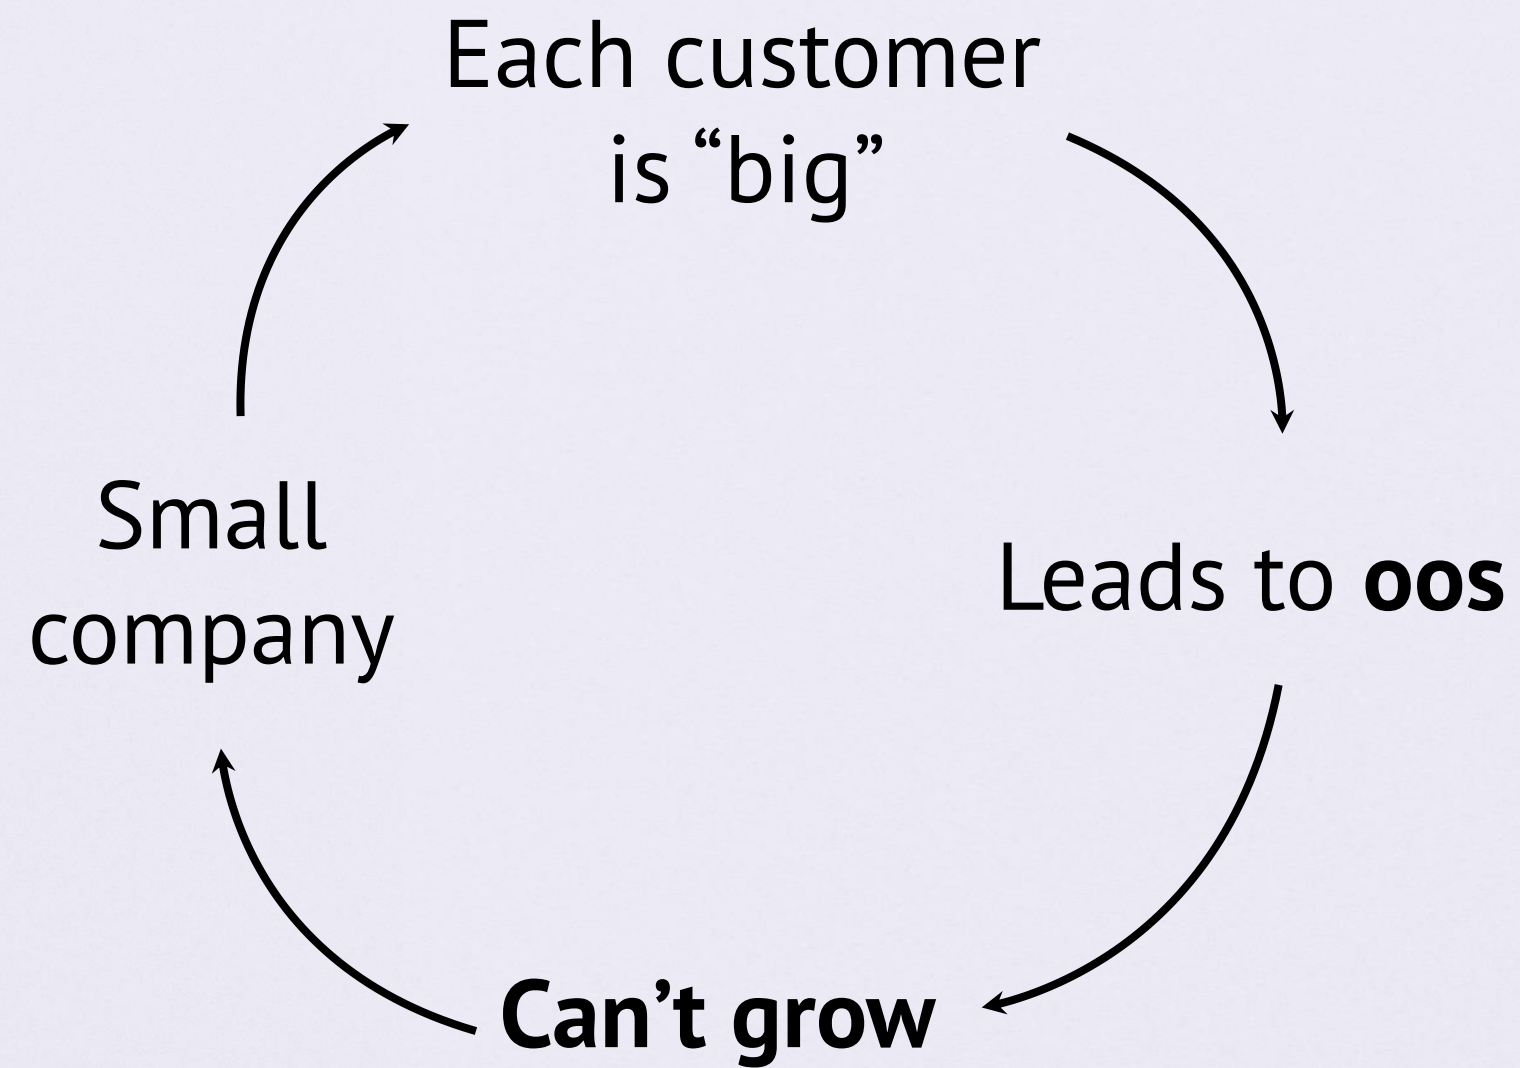 Each customer
is “big”
Small
company
Leads to oos
Can’t grow